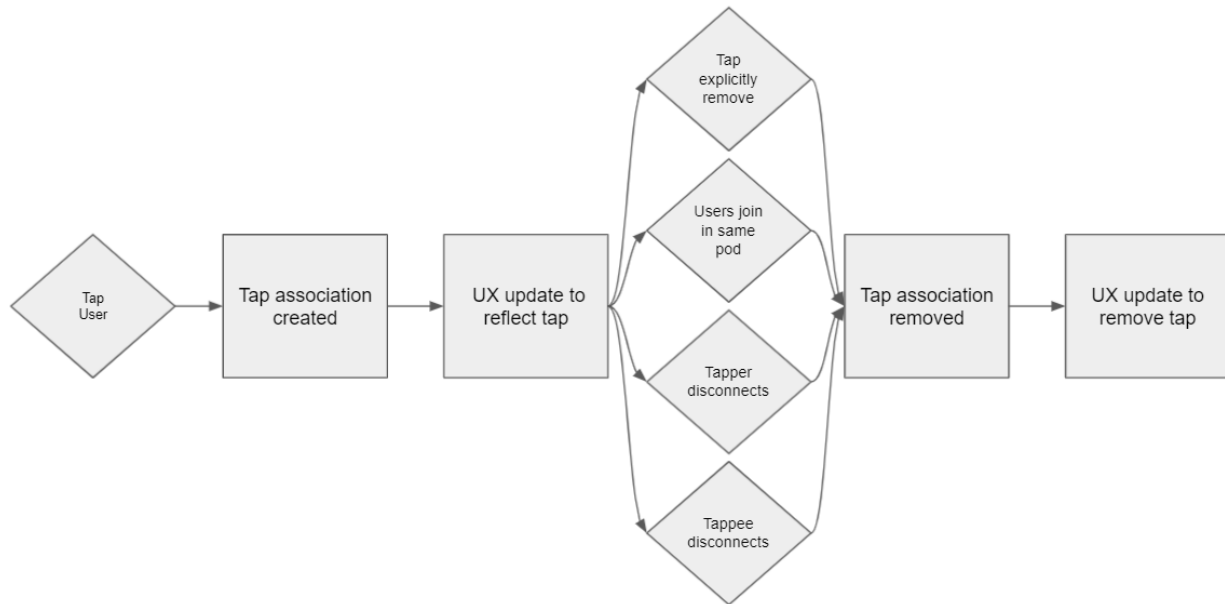 Tap
User
Tap association
created
UX update to
reflect tap
Tap
explicitly
remove
Users join
in same
pod
Tapper
disconnects
Tappee
disconnects
Tap association
removed
UX update to
remove tap